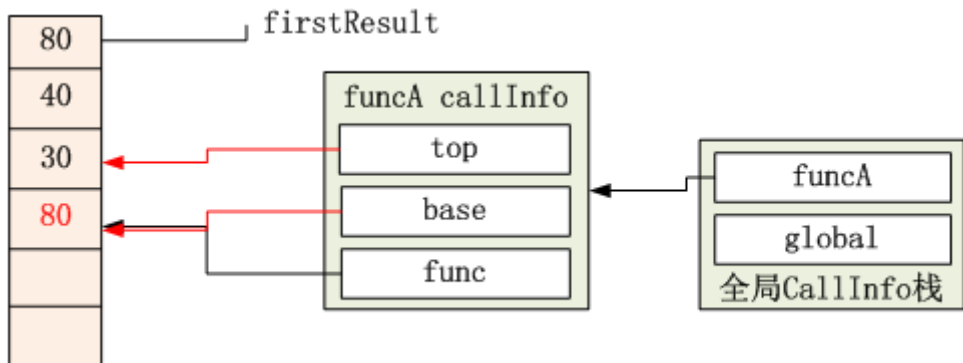 80
firstResult
40
30
80
funcA callInfo
top
base
func
funcA
global
全局CallInfo栈